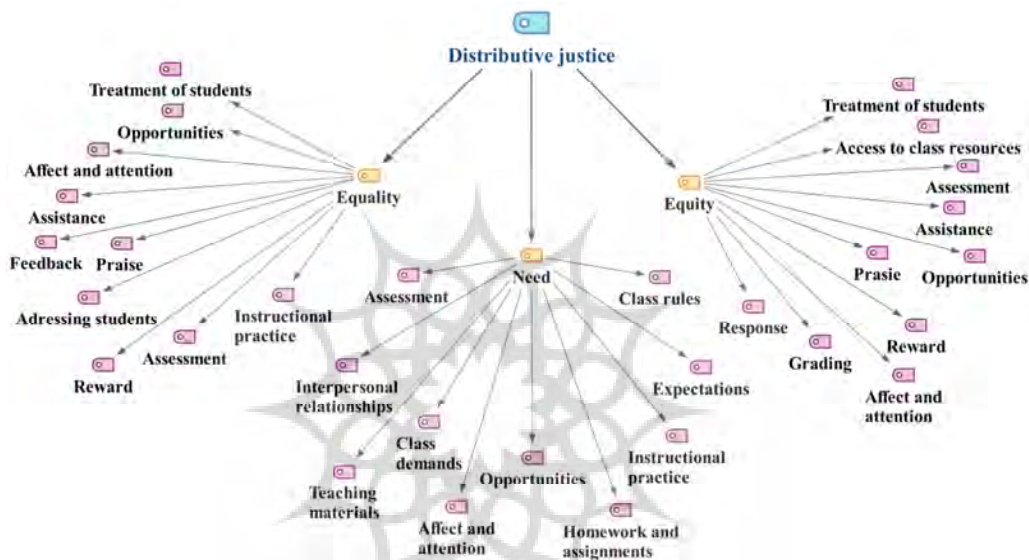 Distributive justice
Treatment of students
Opportunities
Affect and attention
Assistance
Feedback
Praise
Adressing students
Reward
Assessment
Instructional
practice
Equality
Need
Assessment
Interpersonal
relationships
Class
demands
Teaching
materials
Affect and
attention
Opportunities
Homework and
assignments
Instructional
practice
Expectations
Class rules
Equity
Treatment of students
Access to class resources
Assessment
Assistance
Opportunities
Prasie
Reward
Affect and
attention
Grading
Response